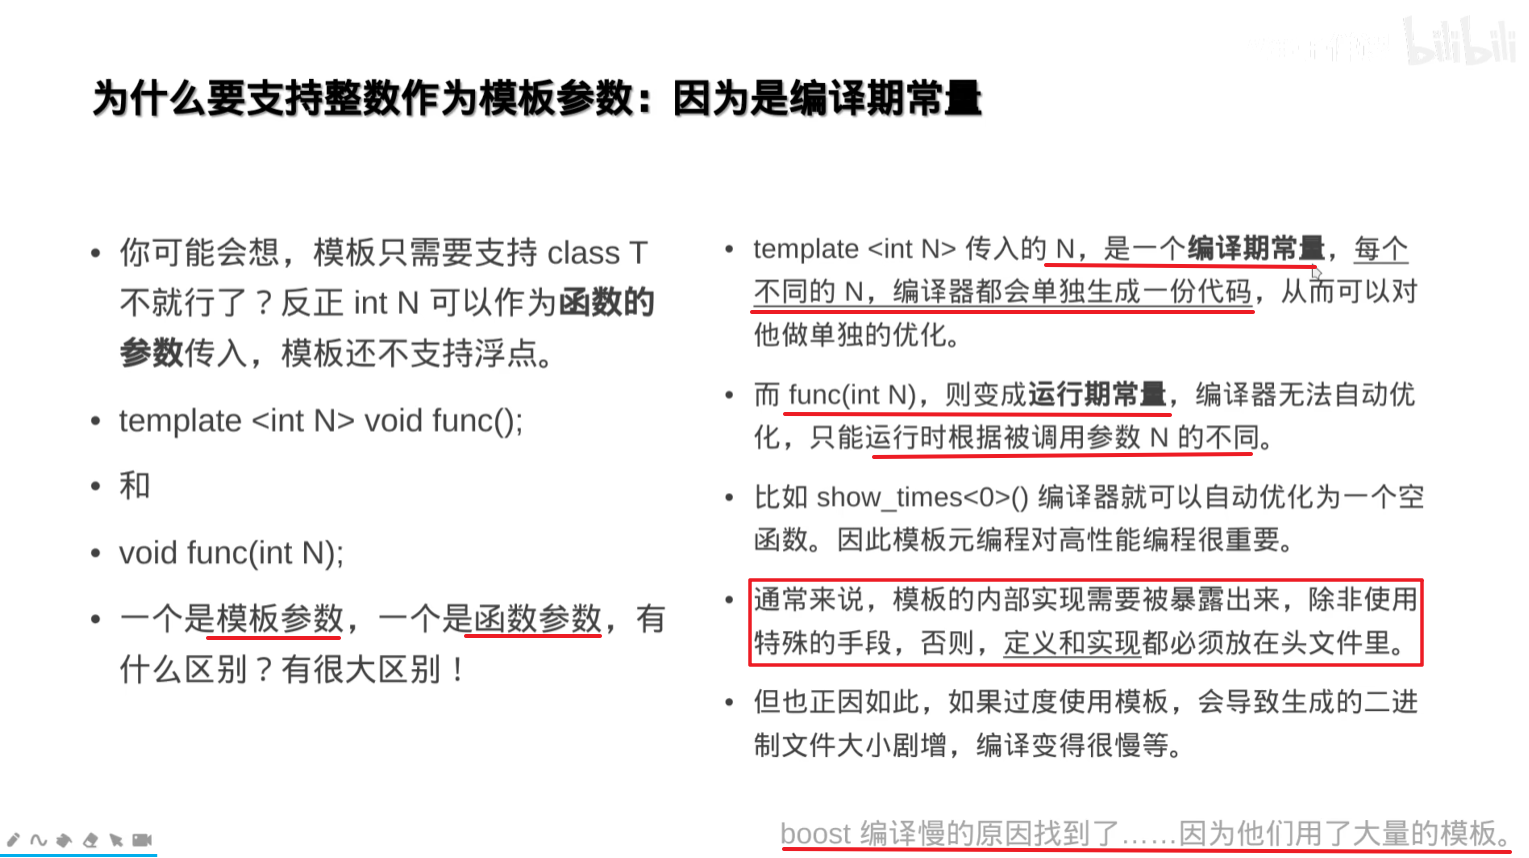 bilibili
为什么要支持整数作为模板参数：因为是编译期常量
• 你可能会想，模板只需要支持 class T
不就行了？反正 int N 可以作为函数的
参数传入，模板还不支持浮点。
• template <int N> void func();
• 和
• void func(int N);
• 一个是模板参数，一个是函数参数，有
什么区别？有很大区别！
• template <int N> 传入的 N，是一个编译期常量，每个
不同的 N，编译器都会单独生成一份代码，从而可以对
他做单独的优化。
• 而 func(int N)，则变成运行期常量，编译器无法自动优
化，只能运行时根据被调用参数 N 的不同。
• 比如 show_times<0>() 编译器就可以自动优化为一个空
函数。因此模板元编程对高性能编程很重要。
• 通常来说，模板的内部实现需要被暴露出来，除非使用
特殊的手段，否则，定义和实现都必须放在头文件里。
• 但也正因如此，如果过度使用模板，会导致生成的二进
制文件大小剧增，编译变得很慢等。
boost 编译慢的原因找到了……因为他们用了大量的模板。